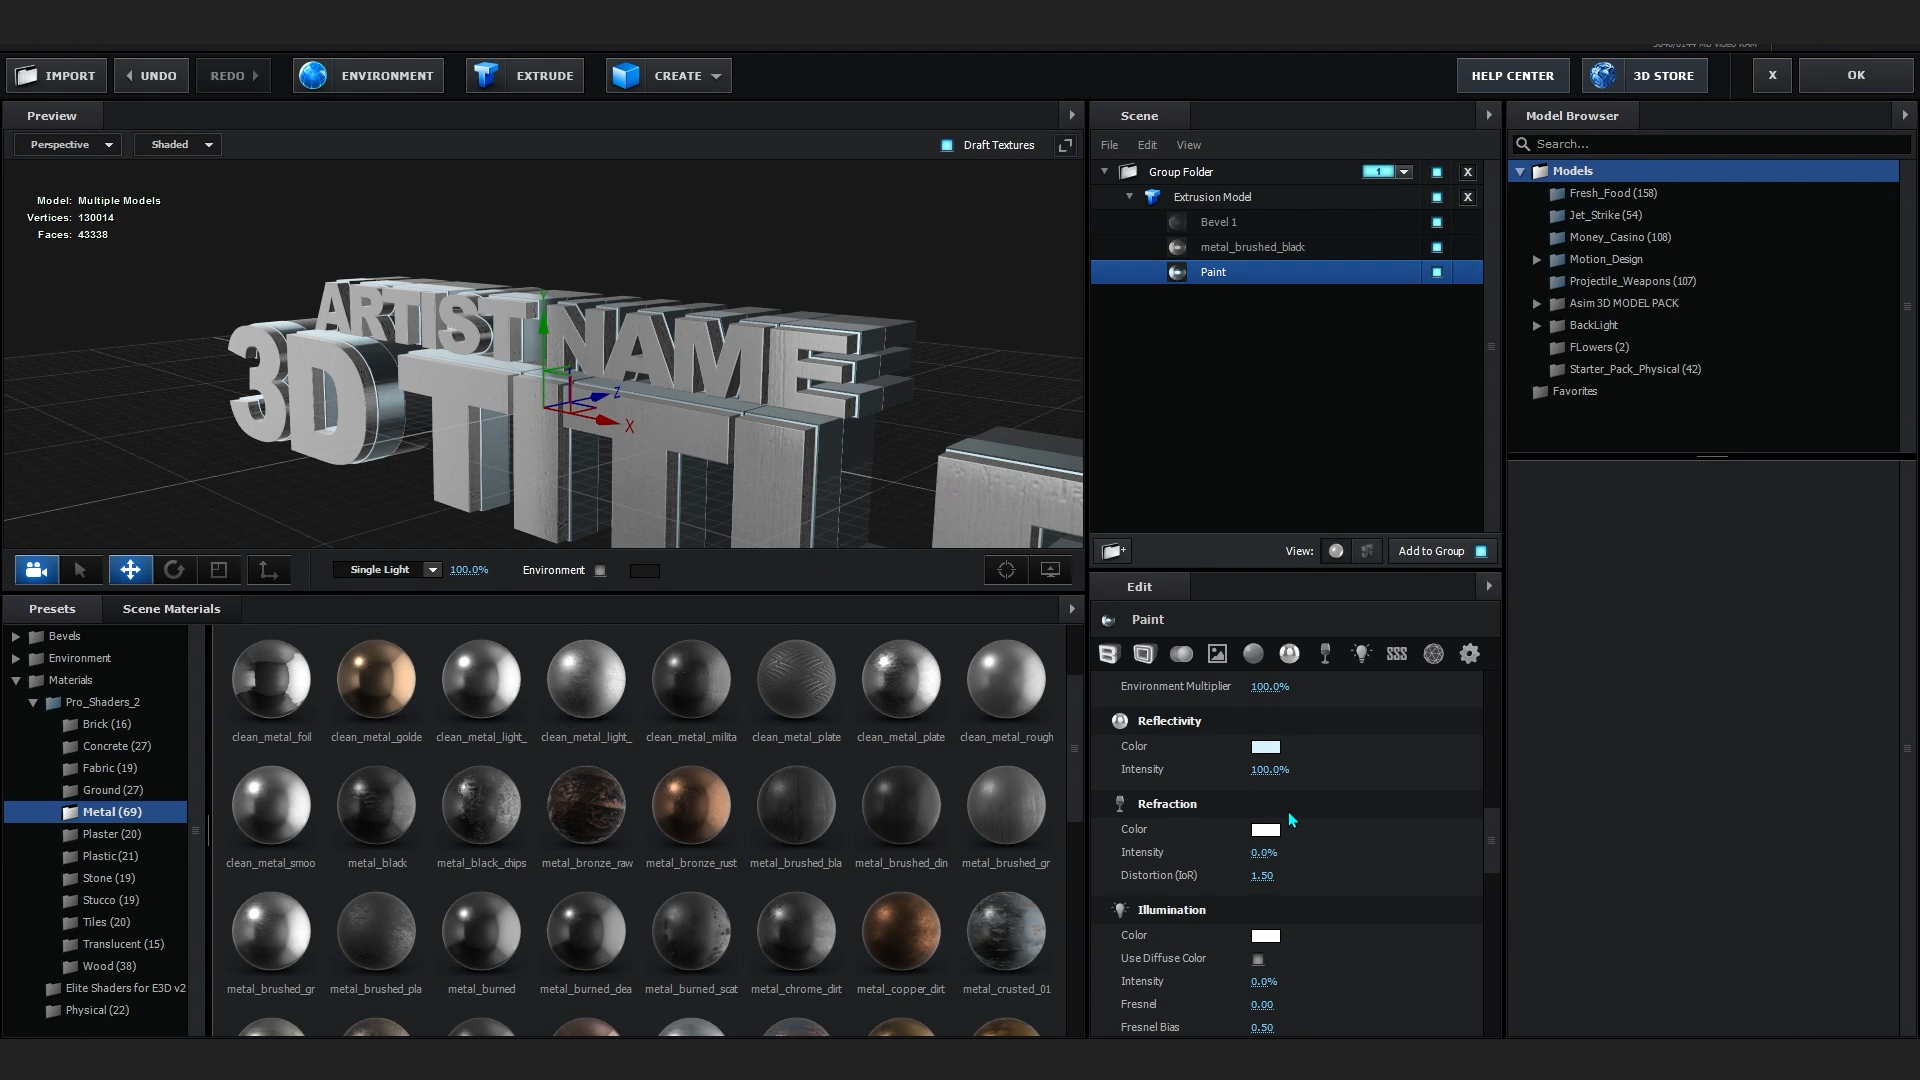 IMPORT
UNDO
REDO
ENVIRONMENT
EXTRUDE
CREATE
HELP CENTER
3D STORE
X
OK
Preview
Perspective
Shaded
Draft Textures
Model: Multiple Models
Vertices: 130014
Faces: 43338
ARTIST NAME
3D TITL
Y
Z
X
Single Light
100.0%
Environment
Scene
File
Edit
View
Group Folder
1
X
Extrusion Model
X
Bevel 1
metal_brushed_black
Paint
View:
Add to Group
Model Browser
Search...
Models
Fresh_Food (158)
Jet_Strike (54)
Money_Casino (108)
Motion_Design
Projectile_Weapons (107)
Asim 3D MODEL PACK
BackLight
FLowers (2)
Starter_Pack_Physical (42)
Favorites
Presets
Scene Materials
Bevels
Environment
Materials
Pro_Shaders_2
Brick (16)
Concrete (27)
Fabric (19)
Ground (27)
Metal (69)
Plaster (20)
Plastic (21)
Stone (19)
Stucco (19)
Tiles (20)
Translucent (15)
Wood (38)
Elite Shaders for E3D v2
Physical (22)
clean_metal_foil
clean_metal_golde
clean_metal_light_
clean_metal_light_
clean_metal_milita
clean_metal_plate
clean_metal_plate
clean_metal_rough
clean_metal_smoo
metal_black
metal_black_chips
metal_bronze_raw
metal_bronze_rust
metal_brushed_bla
metal_brushed_din
metal_brushed_gr
metal_brushed_gr
metal_brushed_pla
metal_burned
metal_burned_dea
metal_burned_scat
metal_chrome_dirt
metal_copper_dirt
metal_crusted_01
Edit
Paint
SSS
Environment Multiplier
100.0%
Reflectivity
Color
Intensity
100.0%
Refraction
Color
Intensity
0.0%
Distortion (IoR)
1.50
Illumination
Color
Use Diffuse Color
Intensity
0.0%
Fresnel
0.00
Fresnel Bias
0.50